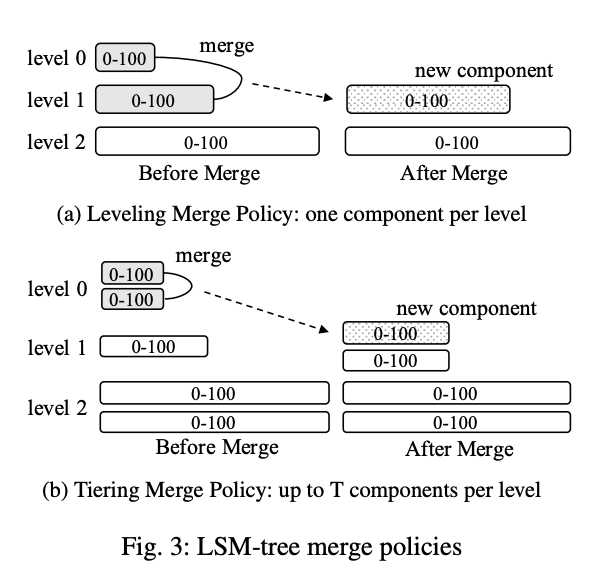 merge
level 0 0-100
new component
level 1 0-100 0-100
level 2 0-100 0-100
Before Merge After Merge
(a) Leveling Merge Policy: one component per level
merge
0-100
level 0
0-100
new component
0-100
level 1 0-100
0-100
0-100 0-100
level 2
0-100 0-100
Before Merge After Merge
(b) Tiering Merge Policy: up to T components per level
Fig. 3: LSM-tree merge policies